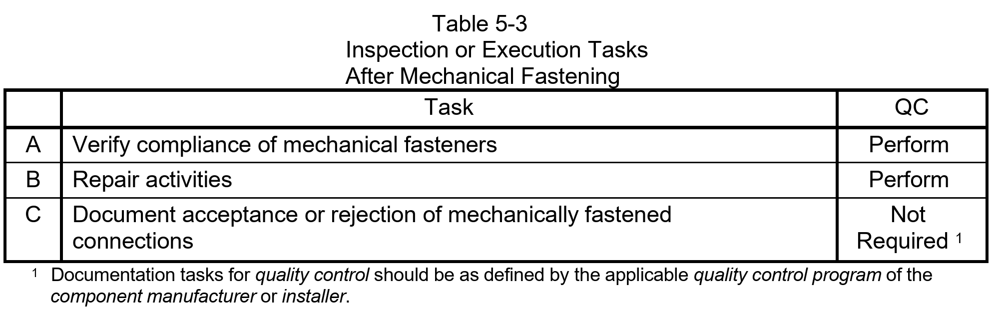 Table 5-3
Inspection or Execution Tasks
After Mechanical Fastening
Task QC
A Verify compliance of mechanical fasteners Perform
B Repair activities Perform
C Document acceptance or rejection of mechanically fastened Not
connections Required ¹
¹ Documentation tasks for quality control should be as defined by the applicable quality control program of the
component manufacturer or installer.